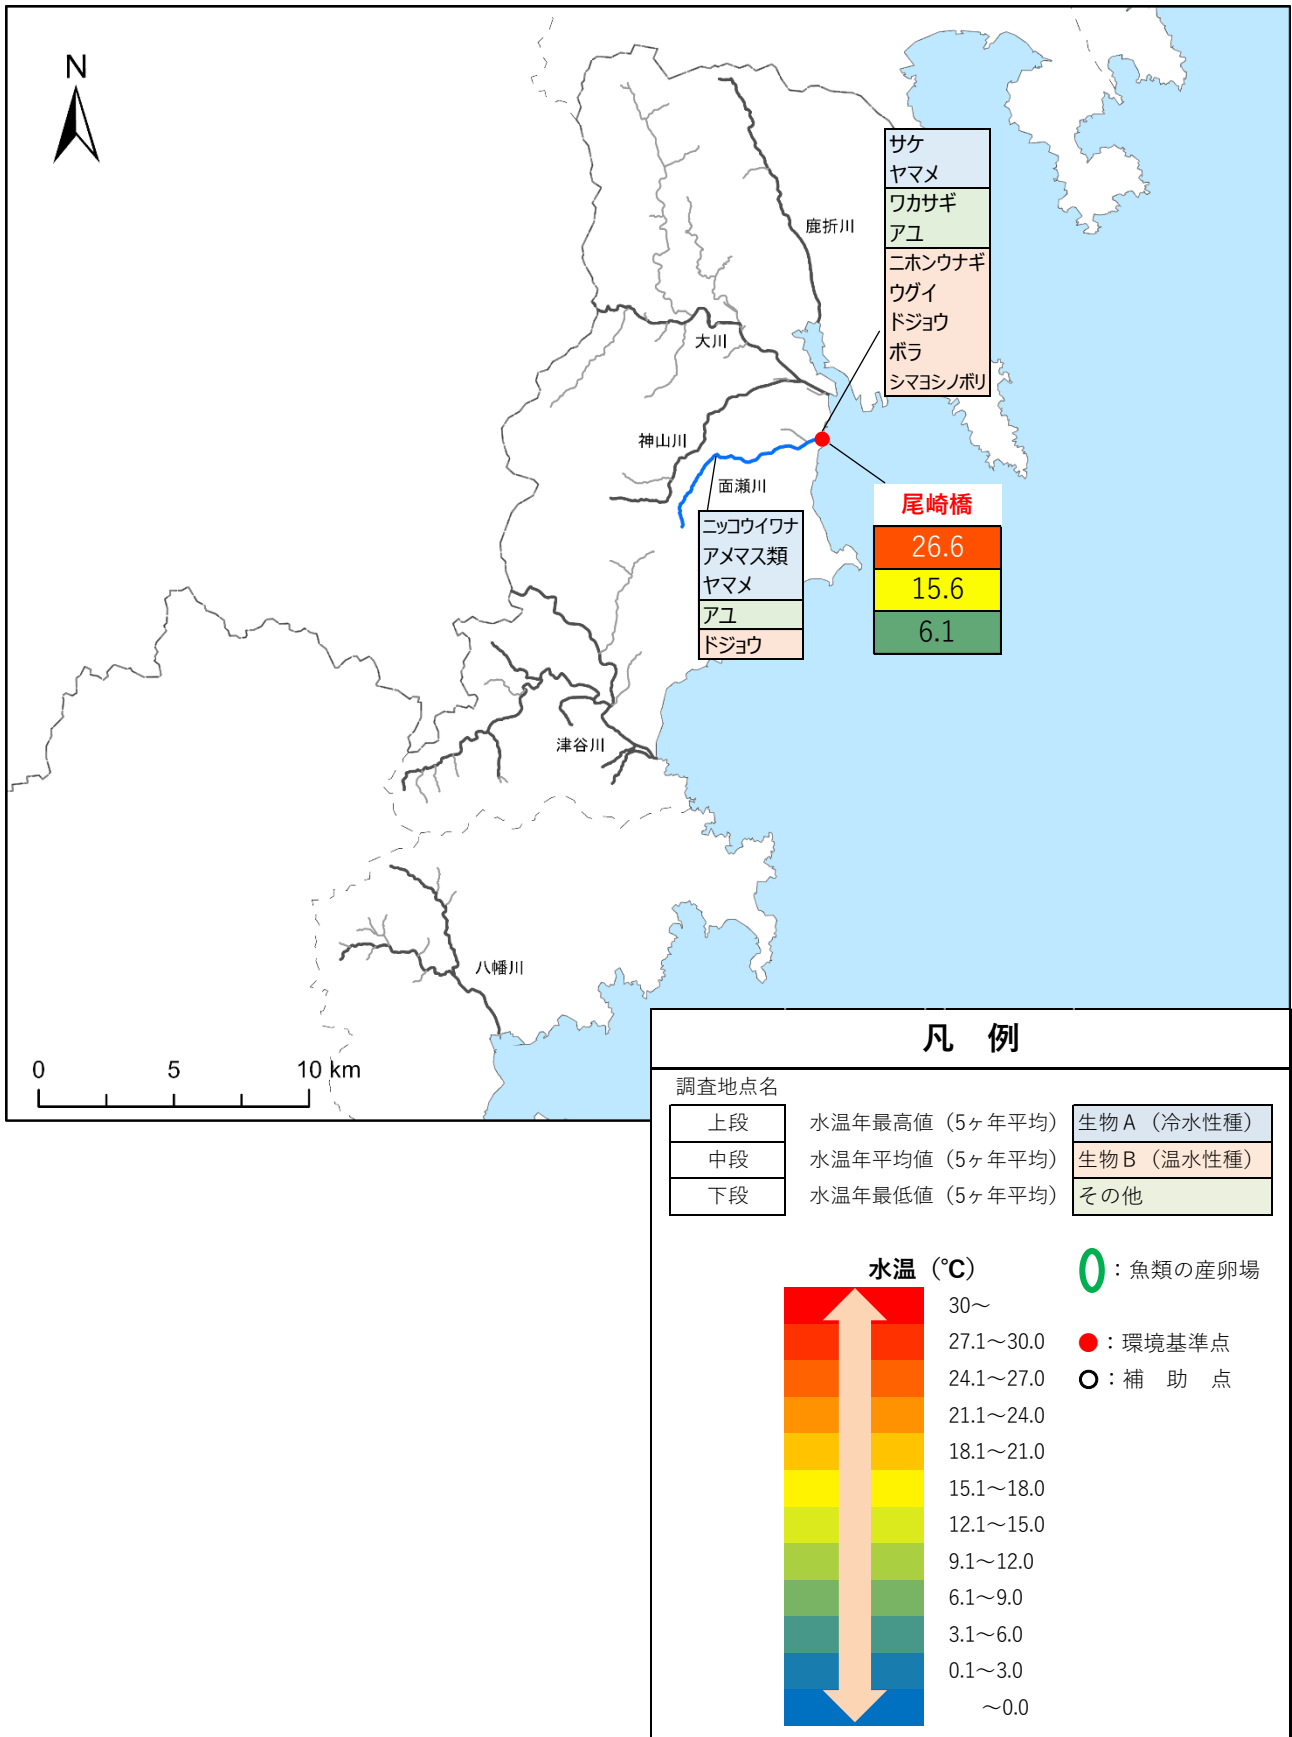 N
サケ
ヤマメ
ワカサギ
アユ
ニホンウナギ
ウグイ
ドジョウ
ボラ
シマヨシノボリ
鹿折川
大川
神山川
面瀬川
尾崎橋
26.6
15.6
6.1
ニッコウイワナ
アメマス類
ヤマメ
アユ
ドジョウ
津谷川
八幡川
0 5 10 km
凡 例
調査地点名
上段 水温年最高値（5ヶ年平均） 生物A（冷水性種）
中段 水温年平均値（5ヶ年平均） 生物B（温水性種）
下段 水温年最低値（5ヶ年平均） その他
水温（℃）
：魚類の産卵場
30～
27.1～30.0
：環境基準点
24.1～27.0
：補 助 点
21.1～24.0
18.1～21.0
15.1～18.0
12.1～15.0
9.1～12.0
6.1～9.0
3.1～6.0
0.1～3.0
～0.0